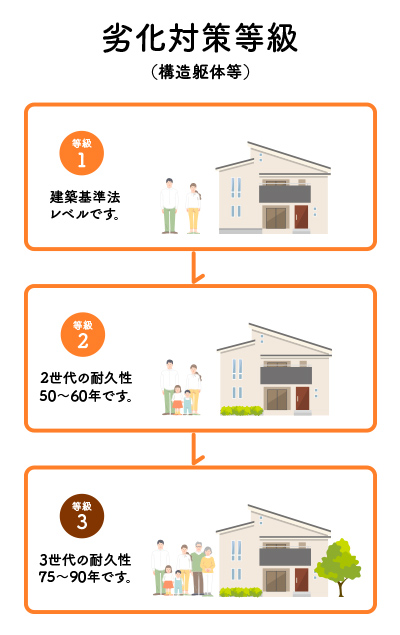 劣化対策等級
（構造躯体等）
等級
1
建築基準法
レベルです。
等級
2
2世代の耐久性
50〜60年です。
等級
3
3世代の耐久性
75〜90年です。